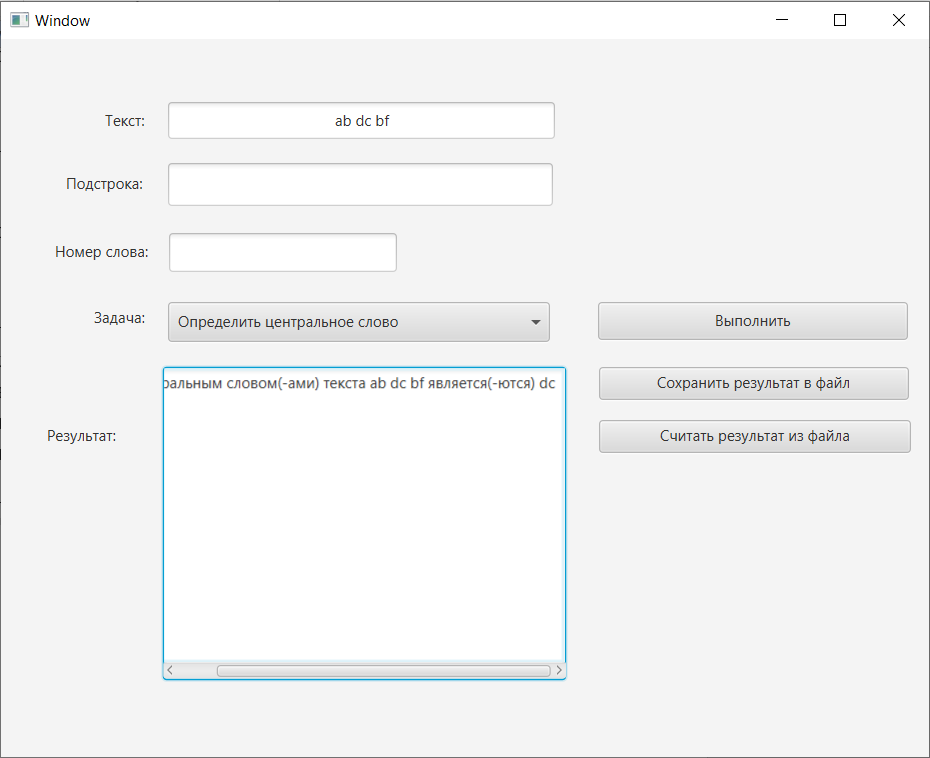 Window
Текст:
ab dc bf
Подстрока:
Номер слова:
Задача:
Определить центральное слово
Выполнить
словом(-ами) текста ab dc bf является(-ются) dc
Сохранить результат в файл
Результат:
Считать результат из файла